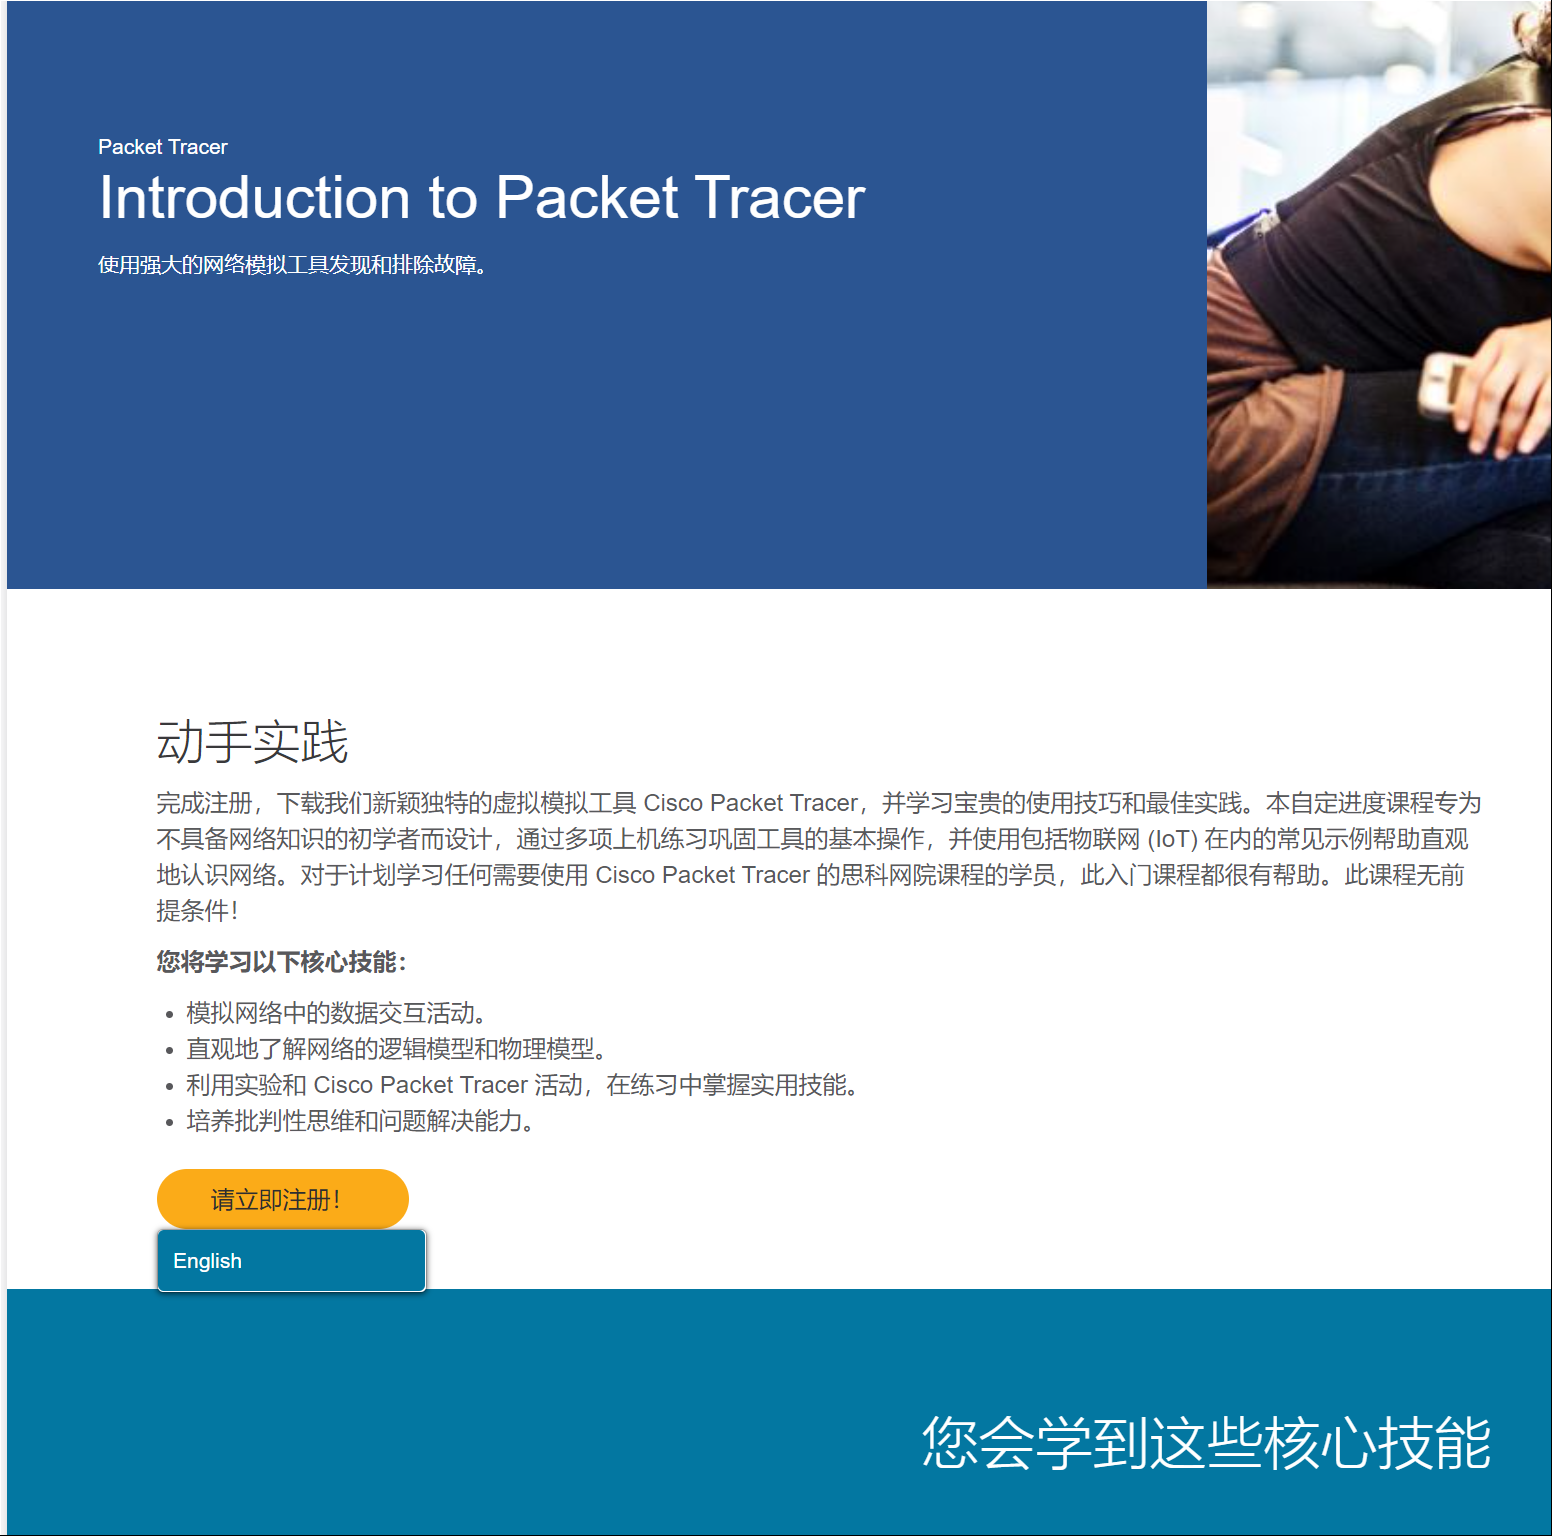 Packet Tracer
Introduction to Packet Tracer
使用强大的网络模拟工具发现和排除故障。
动手实践
完成注册，下载我们新颖独特的虚拟模拟工具 Cisco Packet Tracer，并学习宝贵的使用技巧和最佳实践。本自定进度课程专为
不具备网络知识的初学者而设计，通过多项上机练习巩固工具的基本操作，并使用包括物联网 (IoT) 在内的常见示例帮助直观
地认识网络。对于计划学习任何需要使用 Cisco Packet Tracer 的思科网院课程的学员，此入门课程都很有帮助。此课程无前
提条件！
您将学习以下核心技能：
• 模拟网络中的数据交互活动。
• 直观地了解网络的逻辑模型和物理模型。
• 利用实验和 Cisco Packet Tracer 活动，在练习中掌握实用技能。
• 培养批判性思维和问题解决能力。
请立即注册！
English
您会学到这些核心技能